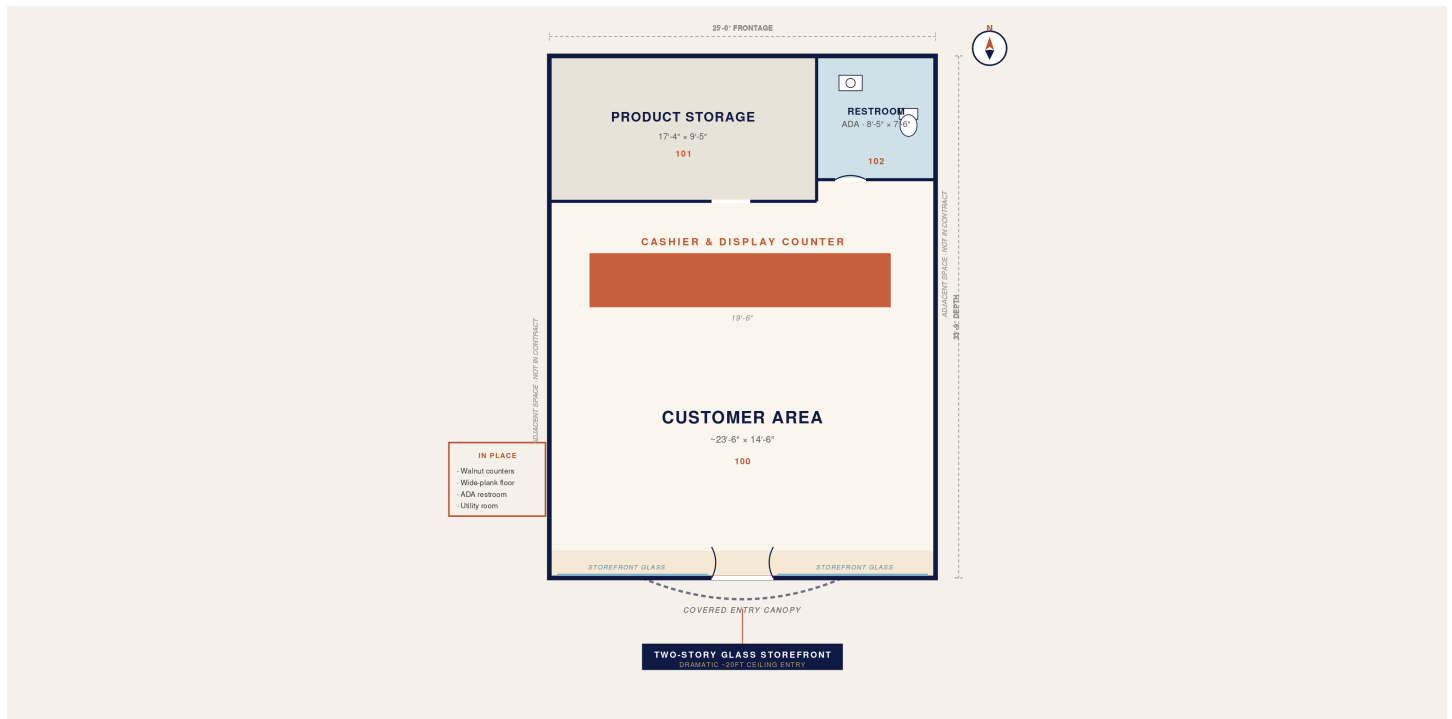 25'-0" FRONTAGE
N
PRODUCT STORAGE
17'-4" × 9'-5"
101
RESTROOM
ADA · 8'-5" × 7'-6"
102
CASHIER & DISPLAY COUNTER
19'-6"
ADJACENT SPACE · NOT IN CONTRACT
DEPTH
ADJACENT SPACE · NOT IN CONTRACT
CUSTOMER AREA
~23'-6" × 14'-6"
100
IN PLACE
· Walnut counters
· Wide-plank floor
· ADA restroom
· Utility room
STOREFRONT GLASS
STOREFRONT GLASS
COVERED ENTRY CANOPY
TWO-STORY GLASS STOREFRONT
DRAMATIC ~20FT CEILING ENTRY